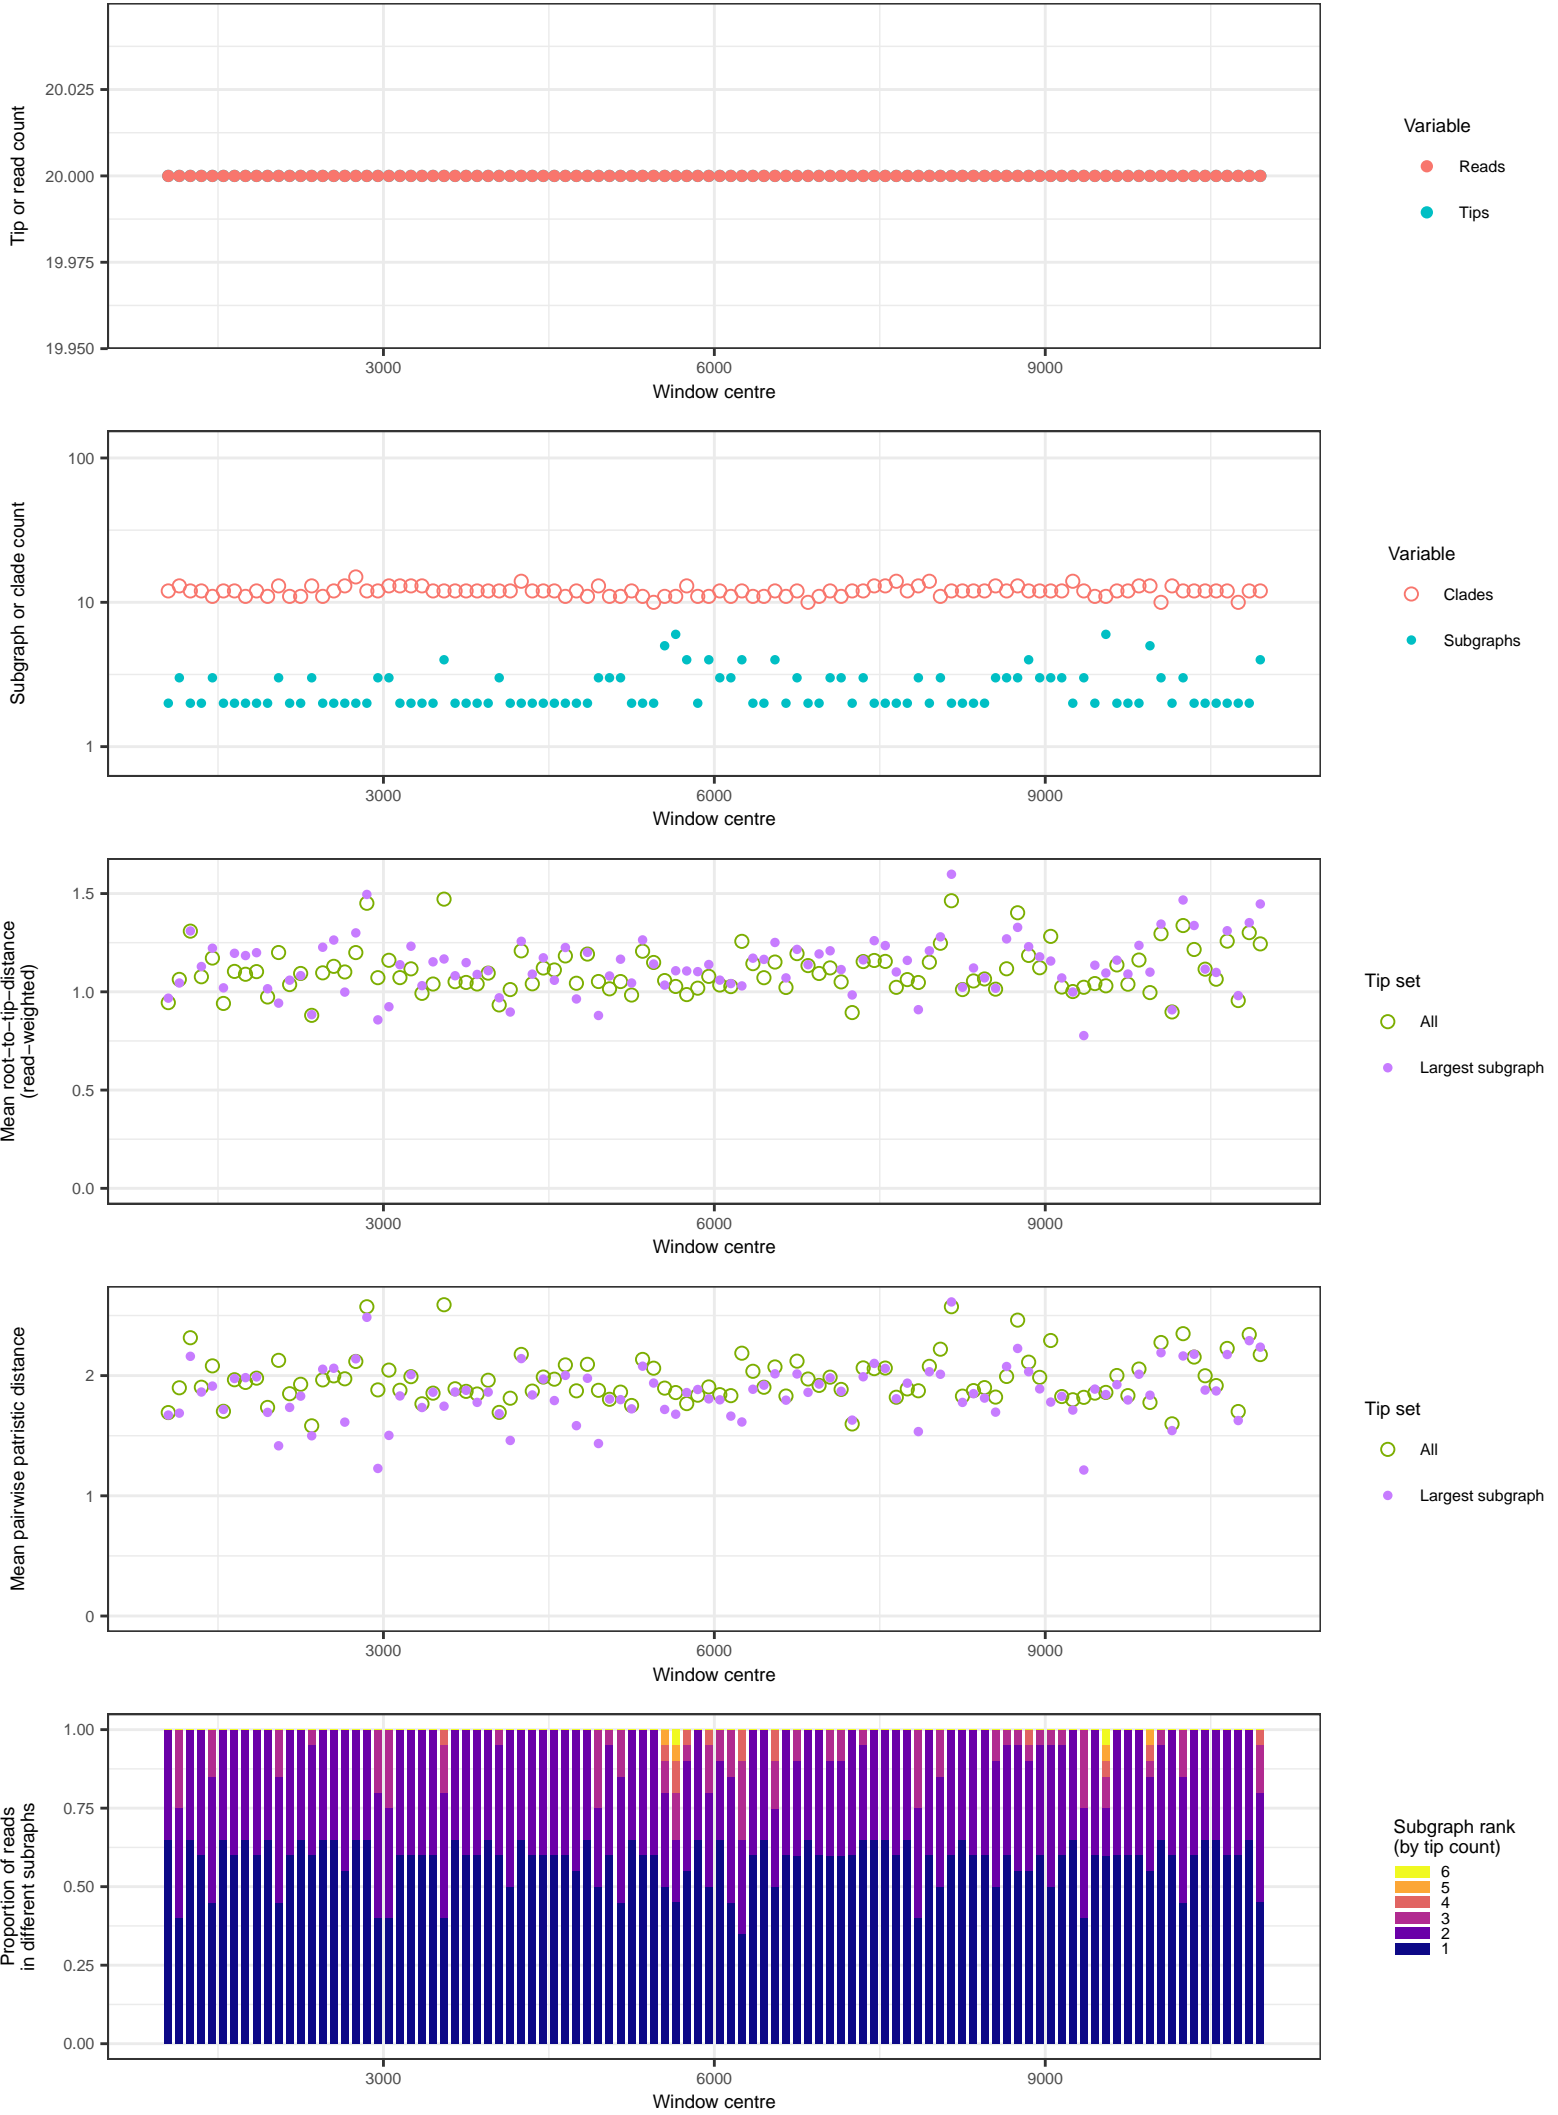 20.025
20.000
19.975
19.950
Tip or read count
3000
6000
9000
Window centre
Variable
Reads
Tips
100
10
1
Subgraph or clade count
3000
6000
9000
Window centre
Variable
Clades
Subgraphs
1.5
1.0
0.5
0.0
Mean root−to−tip−distance
(read−weighted)
3000
6000
9000
Window centre
Tip set
All
Largest subgraph
2
1
0
Mean pairwise patristic distance
3000
6000
9000
Window centre
Tip set
All
Largest subgraph
1.00
0.75
0.50
0.25
0.00
Proportion of reads
in different subraphs
3000
6000
9000
Window centre
Subgraph rank
(by tip count)
6
5
4
3
2
1